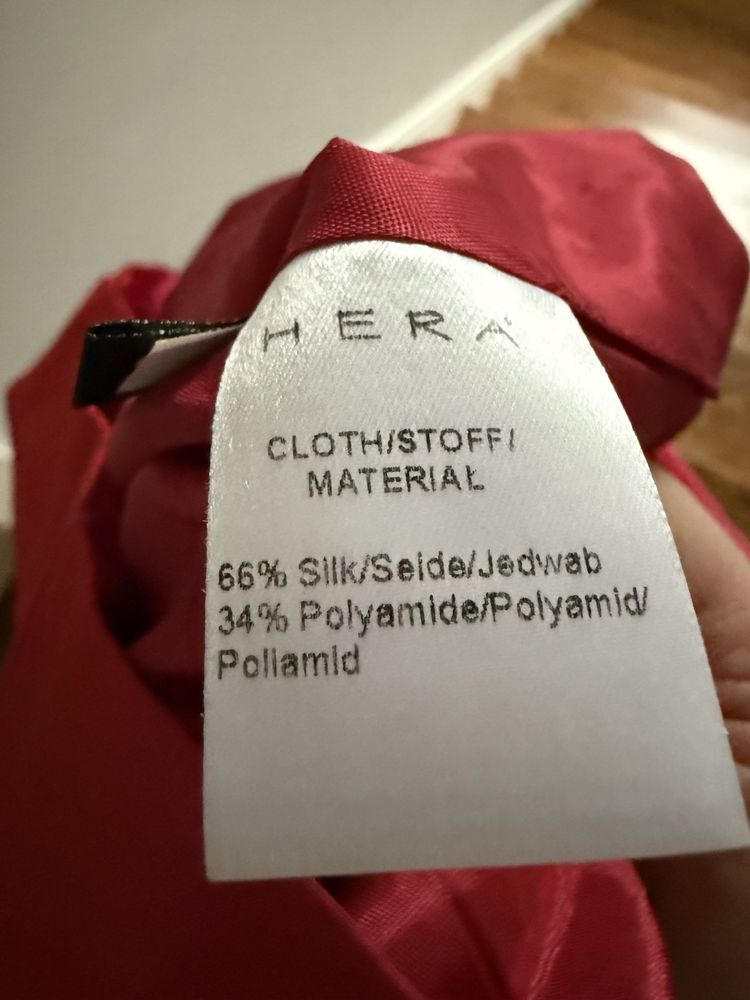 HERA
CLOTH/STOFF/
MATERIAŁ
66% Silk/Seide/Jedwab
34% Polyamide/Polyamid/
Poliamid